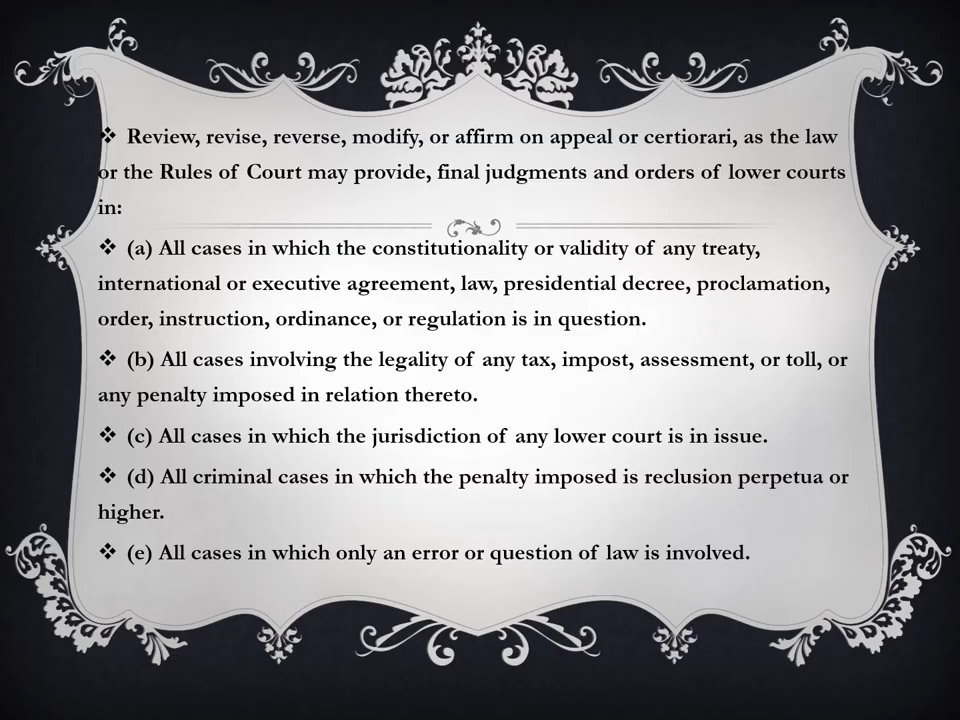 ❖ Review, revise, reverse, modify, or affirm on appeal or certiorari, as the law
or the Rules of Court may provide, final judgments and orders of lower courts
in:
❖ (a) All cases in which the constitutionality or validity of any treaty,
international or executive agreement, law, presidential decree, proclamation,
order, instruction, ordinance, or regulation is in question.
❖ (b) All cases involving the legality of any tax, impost, assessment, or toll, or
any penalty imposed in relation thereto.
❖ (c) All cases in which the jurisdiction of any lower court is in issue.
❖ (d) All criminal cases in which the penalty imposed is reclusion perpetua or
higher.
❖ (e) All cases in which only an error or question of law is involved.